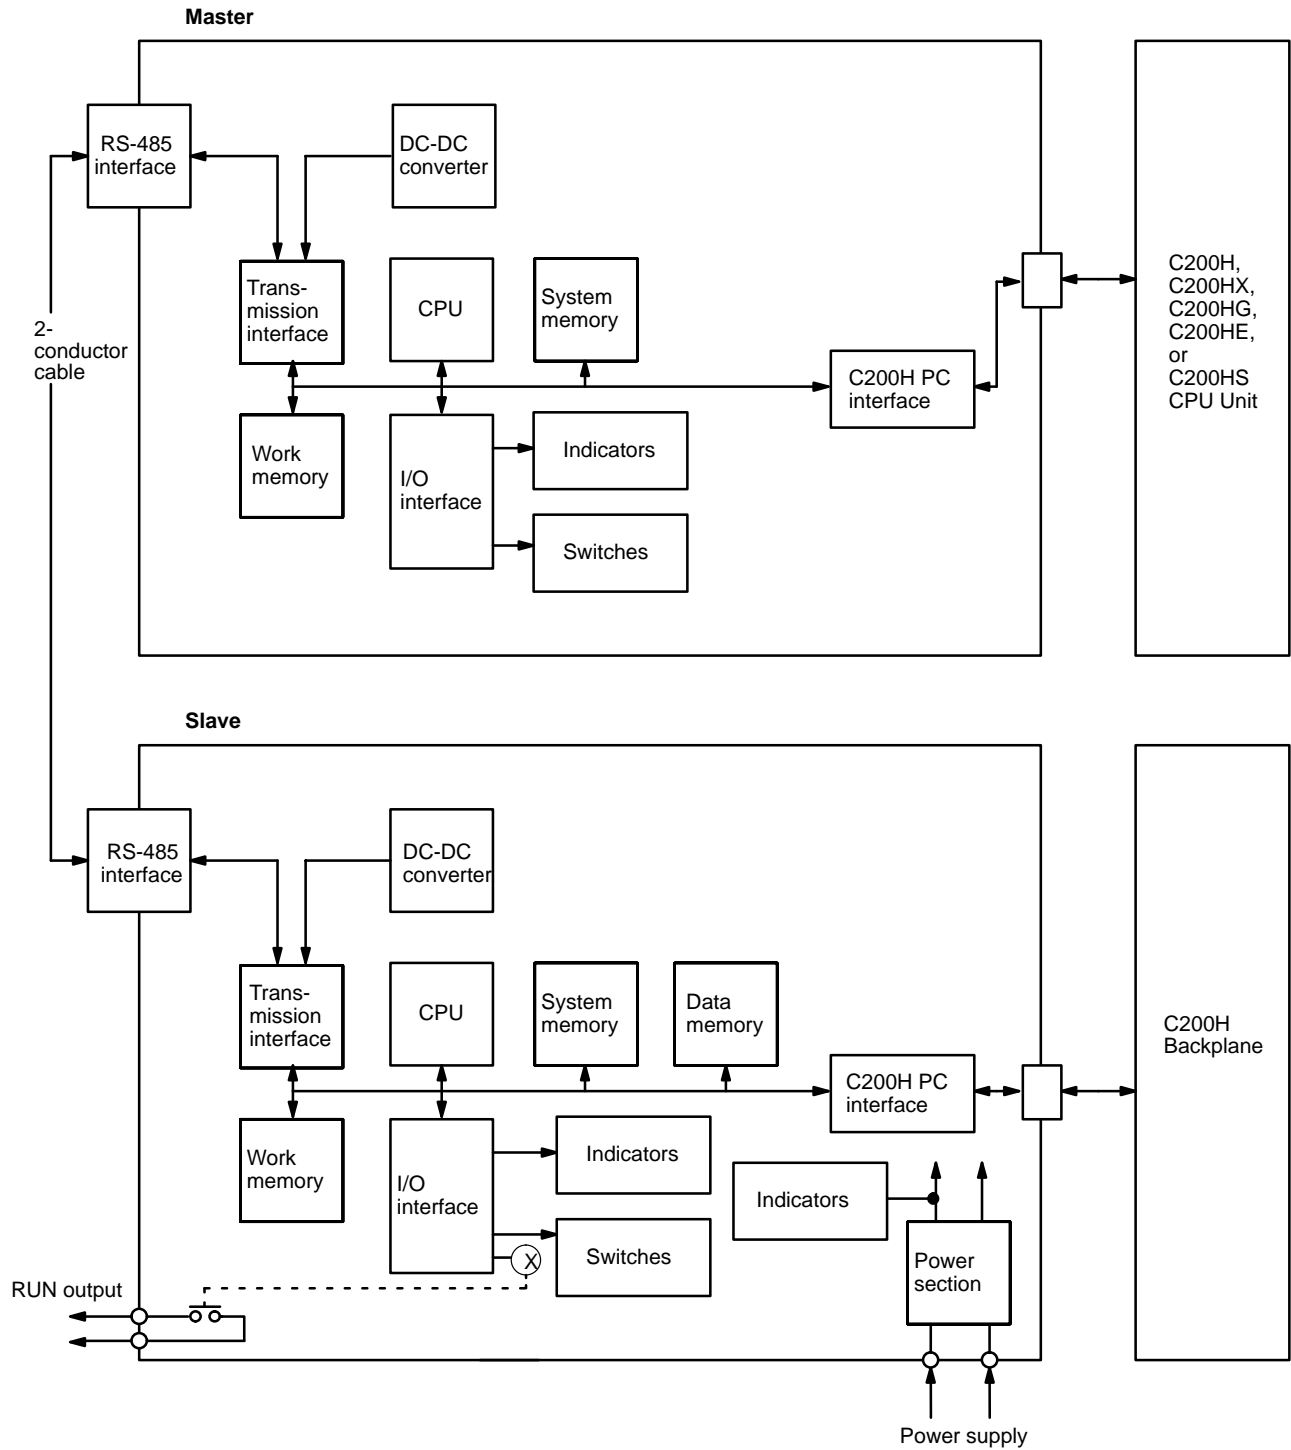 Master
RS-485
interface
DC-DC
converter
Trans-
mission
interface
CPU
System
memory
C200H,
C200HX,
C200HG,
C200HE,
or
C200HS
CPU Unit
2-
conductor
cable
C200H PC
interface
Work
memory
I/O
interface
Indicators
Switches
Slave
RS-485
interface
DC-DC
converter
Trans-
mission
interface
CPU
System
memory
Data
memory
C200H
Backplane
C200H PC
interface
Work
memory
I/O
interface
Indicators
Indicators
Switches
X
Power
section
RUN output
Power supply